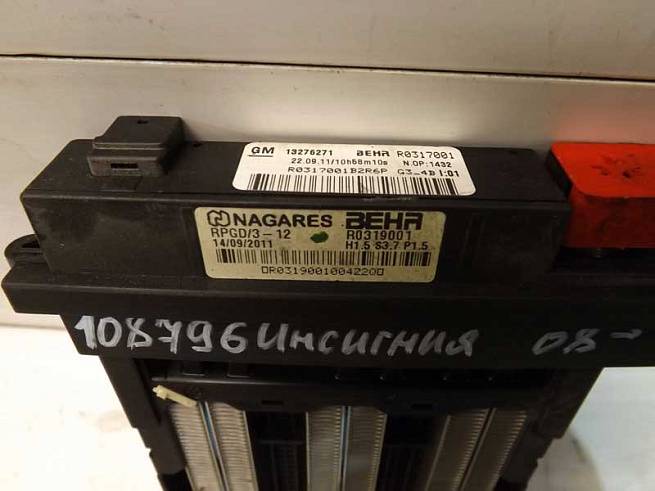 GM 13276271 BEHR R0317001
22.09.11/10h58m10s N.OP:1432
R0317001B2R6P G3_4B I:01
NAGARES BEHR
RPGD/3-12 R0319001
14/09/2011 H1.5 S3.7 P1.5
R0319001004220
108796 Инсигния 08-